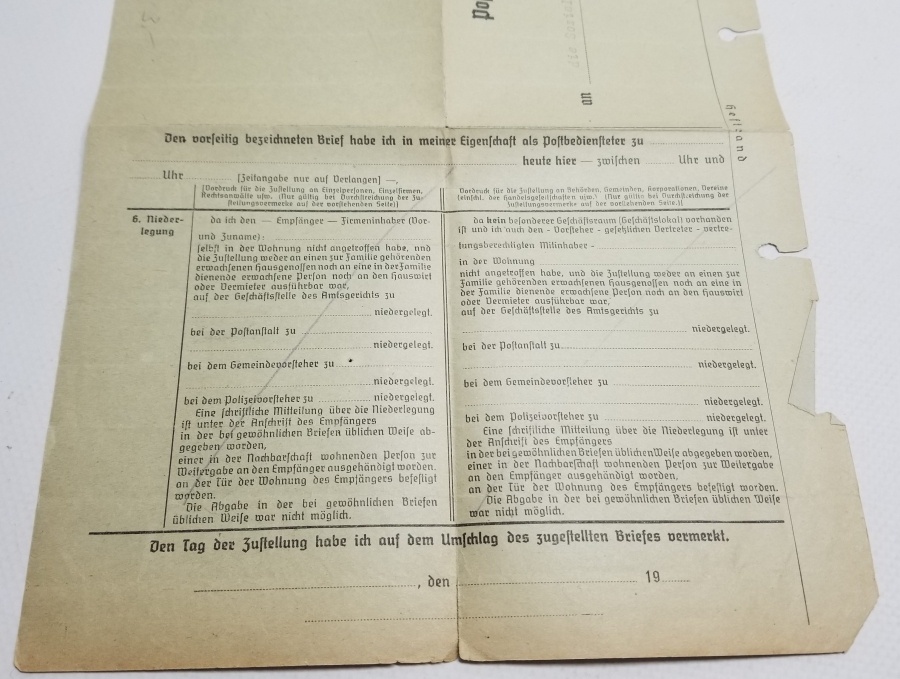 an
Heftrand
Den vorseitig bezeichneten Brief habe ich in meiner Eigenschaft als Postbediensteter zu
heute hier — zwischen Uhr und
Uhr [Zeitangabe nur auf Verlangen] —,
[Vordruck für die Zustellung an Einzelpersonen, Einzelfirmen,
Rechtsanwälte usw. (Nur gültig bei Durchstreichung der Zu-
stellungsvermerke auf der vorstehenden Seite)]
6. Nieder-
legung
da ich den — Empfänger — Firmeninhaber (Vor-
und Zuname):
selbst in der Wohnung nicht angetroffen habe, und
die Zustellung weder an einen zur Familie gehörenden
erwachsenen Hausgenossen noch an eine in der Familie
dienende erwachsene Person noch an den Hauswirt
oder Vermieter ausführbar war,
auf der Geschäftsstelle des Amtsgerichts zu
niedergelegt.
bei der Postanstalt zu
niedergelegt.
bei dem Gemeindevorsteher zu
niedergelegt.
bei dem Polizeivorsteher zu niedergelegt.
Eine schriftliche Mitteilung über die Niederlegung
ist unter der Anschrift des Empfängers
in der bei gewöhnlichen Briefen üblichen Weise ab-
gegeben worden,
einer in der Nachbarschaft wohnenden Person zur
Weitergabe an den Empfänger ausgehändigt worden.
an der Tür der Wohnung des Empfängers befestigt
worden.
Die Abgabe in der bei gewöhnlichen Briefen
üblichen Weise war nicht möglich.
Vordruck für die Zustellung an Behörden, Gemeinden, Korporationen, Vereine
(einschl. der Handelsgesellschaften usw.) (Nur gültig bei Durchstreichung der
Zustellungsvermerke auf der vorstehenden Seite.)]
da kein besonderer Geschäftsraum (Geschäftslokal) vorhanden
ist und ich auch den - Vorsteher - gesetzlichen Vertreter - vertre-
tungsberechtigten Mitinhaber -
in der Wohnung
nicht angetroffen habe, und die Zustellung weder an einen zur
Familie gehörenden erwachsenen Hausgenossen noch an eine in
der Familie dienende erwachsene Person noch an den Hauswirt
oder Vermieter ausführbar war,
auf der Geschäftsstelle des Amtsgerichts zu
niedergelegt.
bei der Postanstalt zu
niedergelegt.
bei dem Gemeindevorsteher zu
niedergelegt.
bei dem Polizeivorsteher zu niedergelegt.
Eine schriftliche Mitteilung über die Niederlegung ist unter
der Anschrift des Empfängers
in der bei gewöhnlichen Briefen üblichen Weise abgegeben worden,
einer in der Nachbarschaft wohnenden Person zur Weitergabe
an den Empfänger ausgehändigt worden,
an der Tür der Wohnung des Empfängers befestigt worden.
Die Abgabe in der bei gewöhnlichen Briefen üblichen Weise
war nicht möglich.
Den Tag der Zustellung habe ich auf dem Umschlag des zugestellten Briefes vermerkt.
, den 19